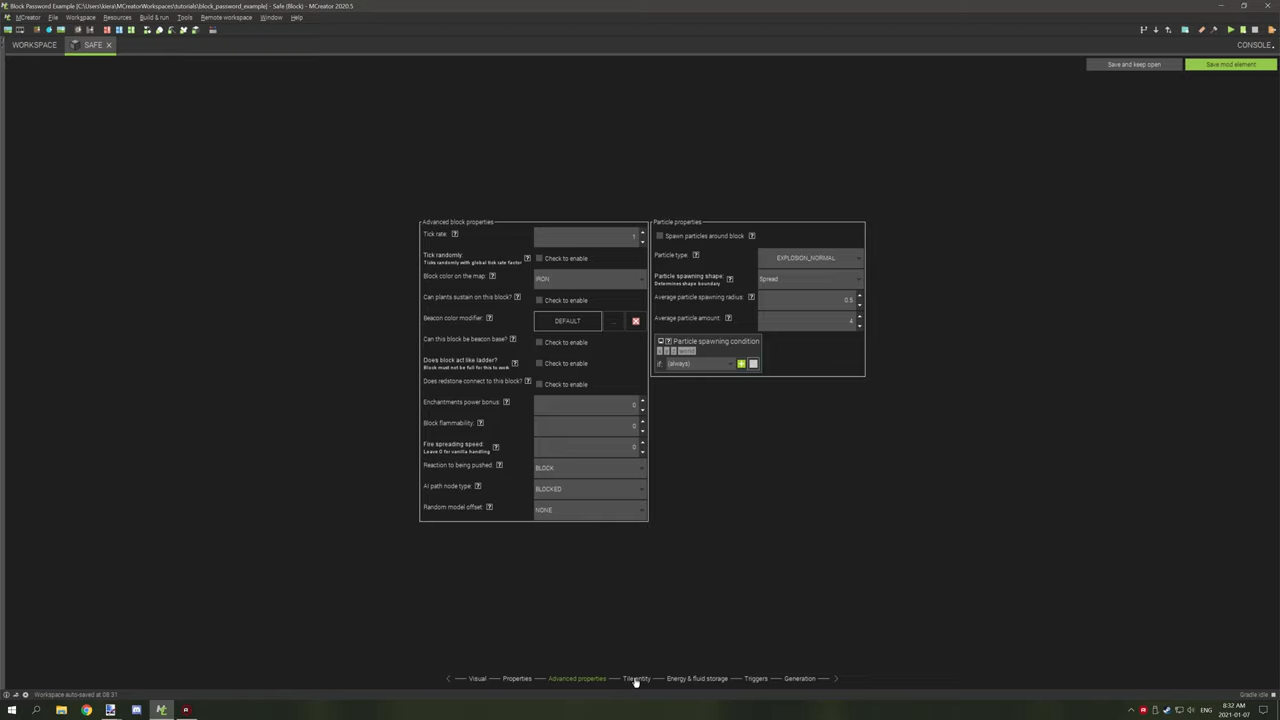 Block Password Example [C:\Users\kiera\MCreatorWorkspaces\tutorials\block_password_example] - Safe (Block) - MCreator 2020.5
MCreator File Workspace Resources Build & run Tools Remote workspace Window Help
WORKSPACE SAFE CONSOLE
Save and keep open Save mod element
Advanced block properties
Tick rate: 1
Tick randomly: Check to enable
Ticks randomly with global tick rate factor
Block color on the map: IRON
Can plants sustain on this block? Check to enable
Beacon color modifier: DEFAULT ...
Can this block be beacon base? Check to enable
Does block act like ladder? Check to enable
Block must not be full for this to work
Does redstone connect to this block? Check to enable
Enchantments power bonus: 0
Block flammability: 0
Fire spreading speed: 0
Leave 0 for vanilla handling
Reaction to being pushed: BLOCK
AI path node type: BLOCKED
Random model offset: NONE
Particle properties
Spawn particles around block
Particle type: EXPLOSION_NORMAL
Particle spawning shape: Spread
Determines shape boundary
Average particle spawning radius: 0.5
Average particle amount: 4
Particle spawning condition
x y z world
if: (always)
Visual Properties Advanced properties Tile entity Energy & fluid storage Triggers Generation
Workspace auto-saved at 08:31 Gradle idle
ENG 8:32 AM
2021-01-07